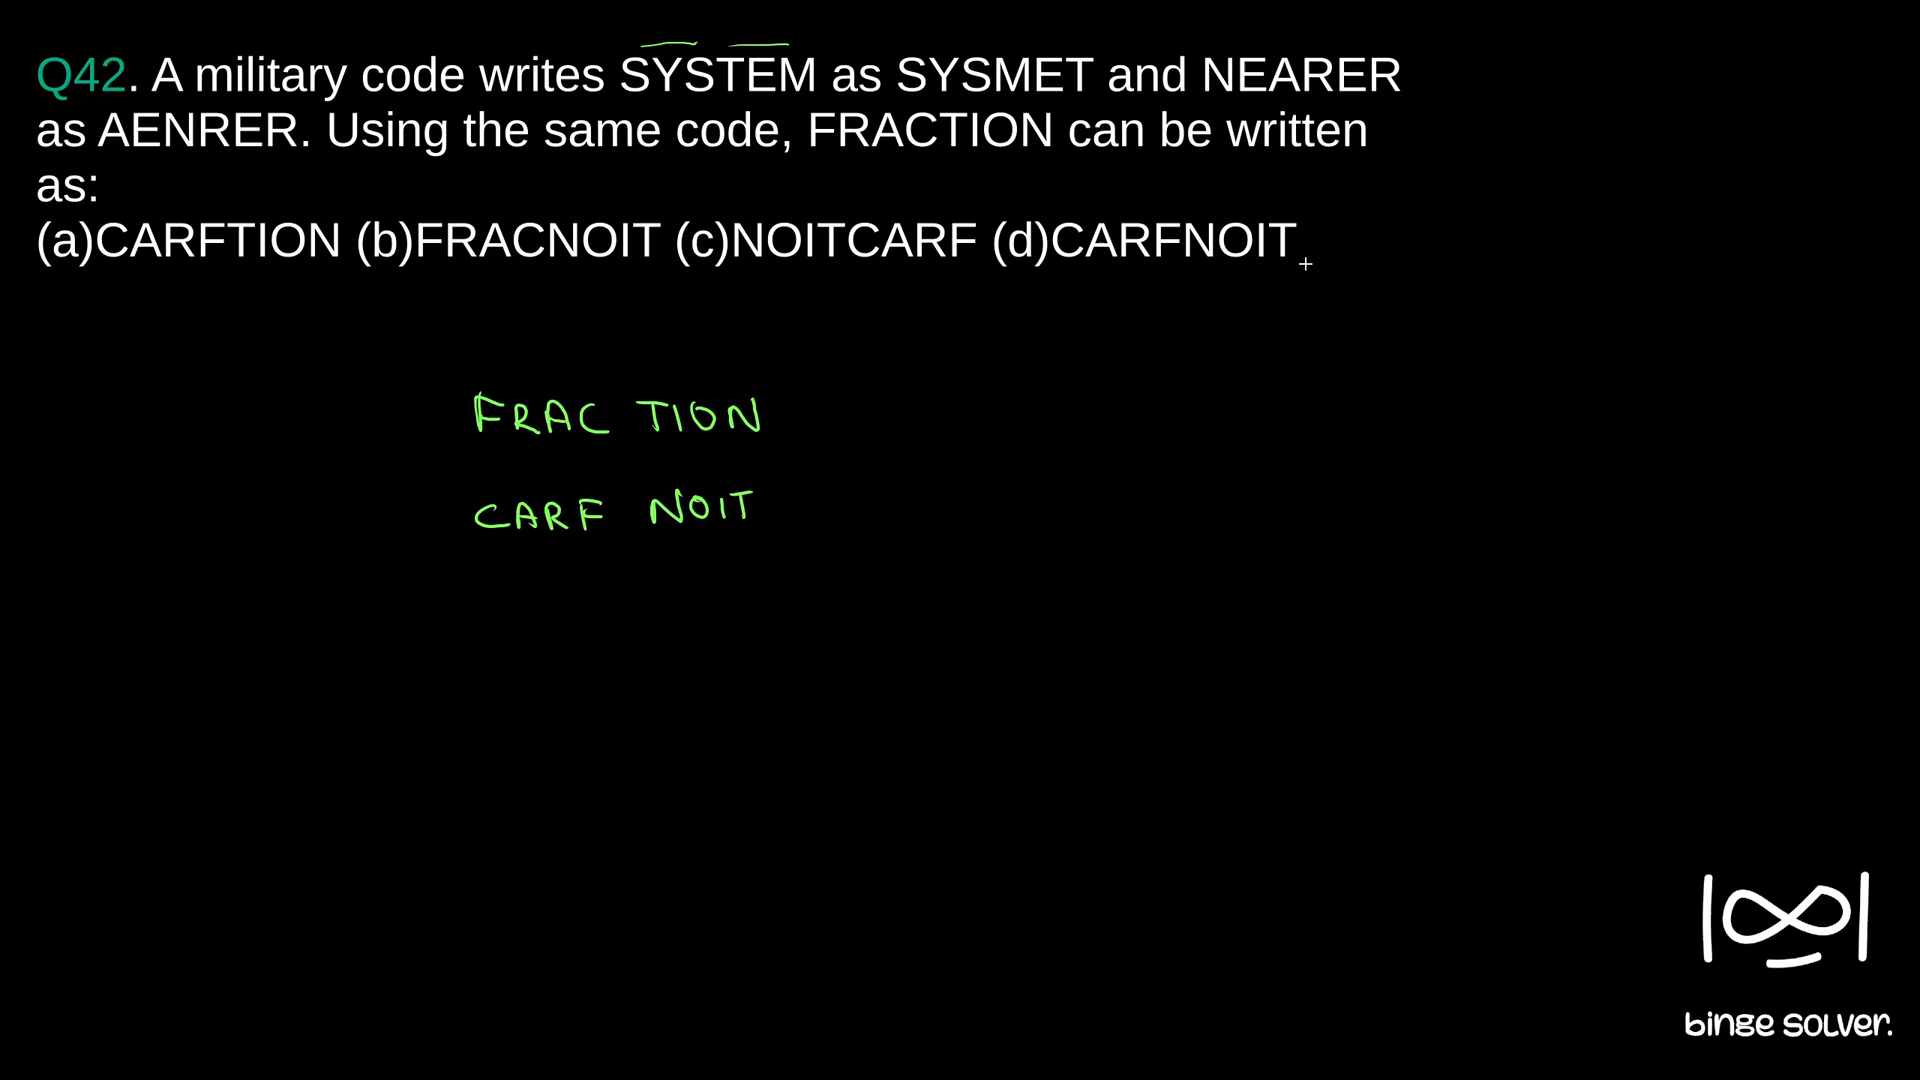 Q42. A military code writes SYSTEM as SYSMET and NEARER
as AENRER. Using the same code, FRACTION can be written
as:
(a)CARFTION (b)FRACNOIT (c)NOITCARF (d)CARFNOIT
FRAC TION
CARF NOIT
binge solver.